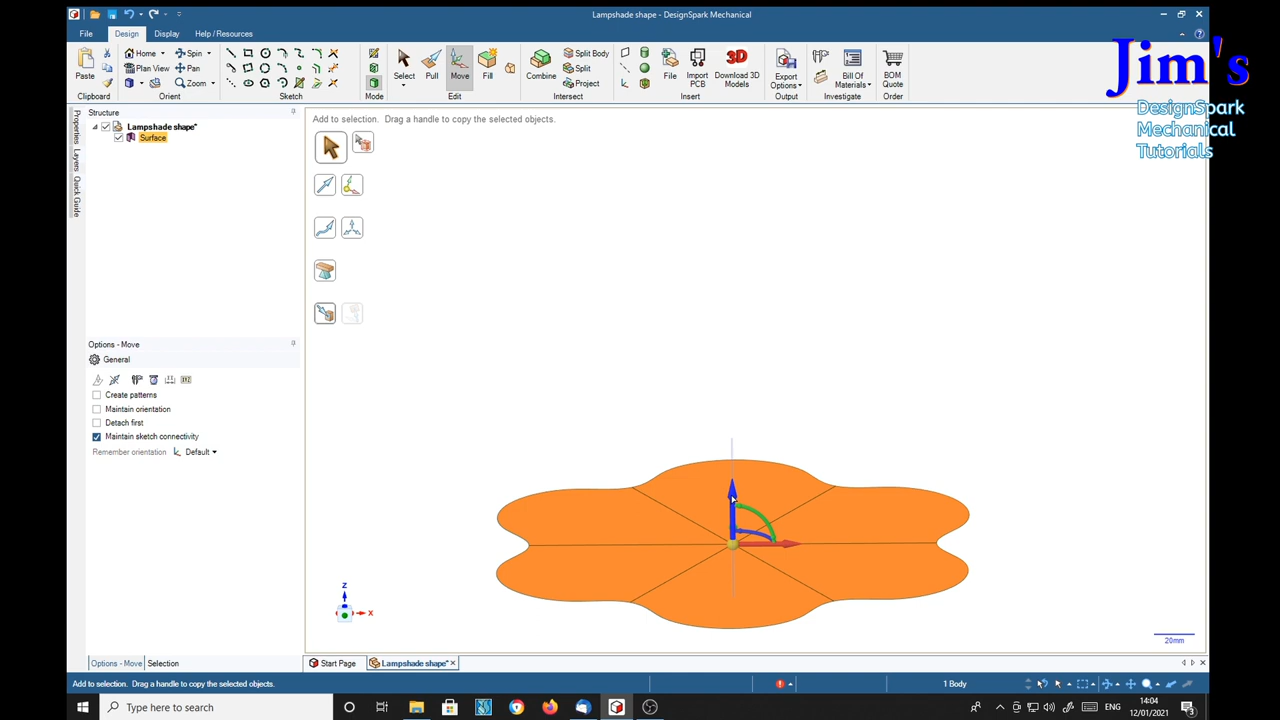 Lampshade shape - DesignSpark Mechanical
File Design Display Help / Resources
Jim's
DesignSpark
Mechanical
Tutorials
Paste
Clipboard
Home Spin
Plan View Pan
Zoom
Orient
Sketch
Mode
Select Pull Move Fill
Edit
Combine
Split Body
Split
Project
Intersect
File Import PCB Download 3D Models
Insert
Export Options
Output
Bill Of Materials
Investigate
BOM Quote
Order
Structure
Lampshade shape*
Surface
Properties
Layers
Quick Guide
Add to selection. Drag a handle to copy the selected objects.
Options - Move
General
Create patterns
Maintain orientation
Detach first
Maintain sketch connectivity
Remember orientation Default
Z
X
20mm
Options - Move Selection
Start Page Lampshade shape*
Add to selection. Drag a handle to copy the selected objects.
1 Body
Type here to search
ENG
14:04
12/01/2021
3